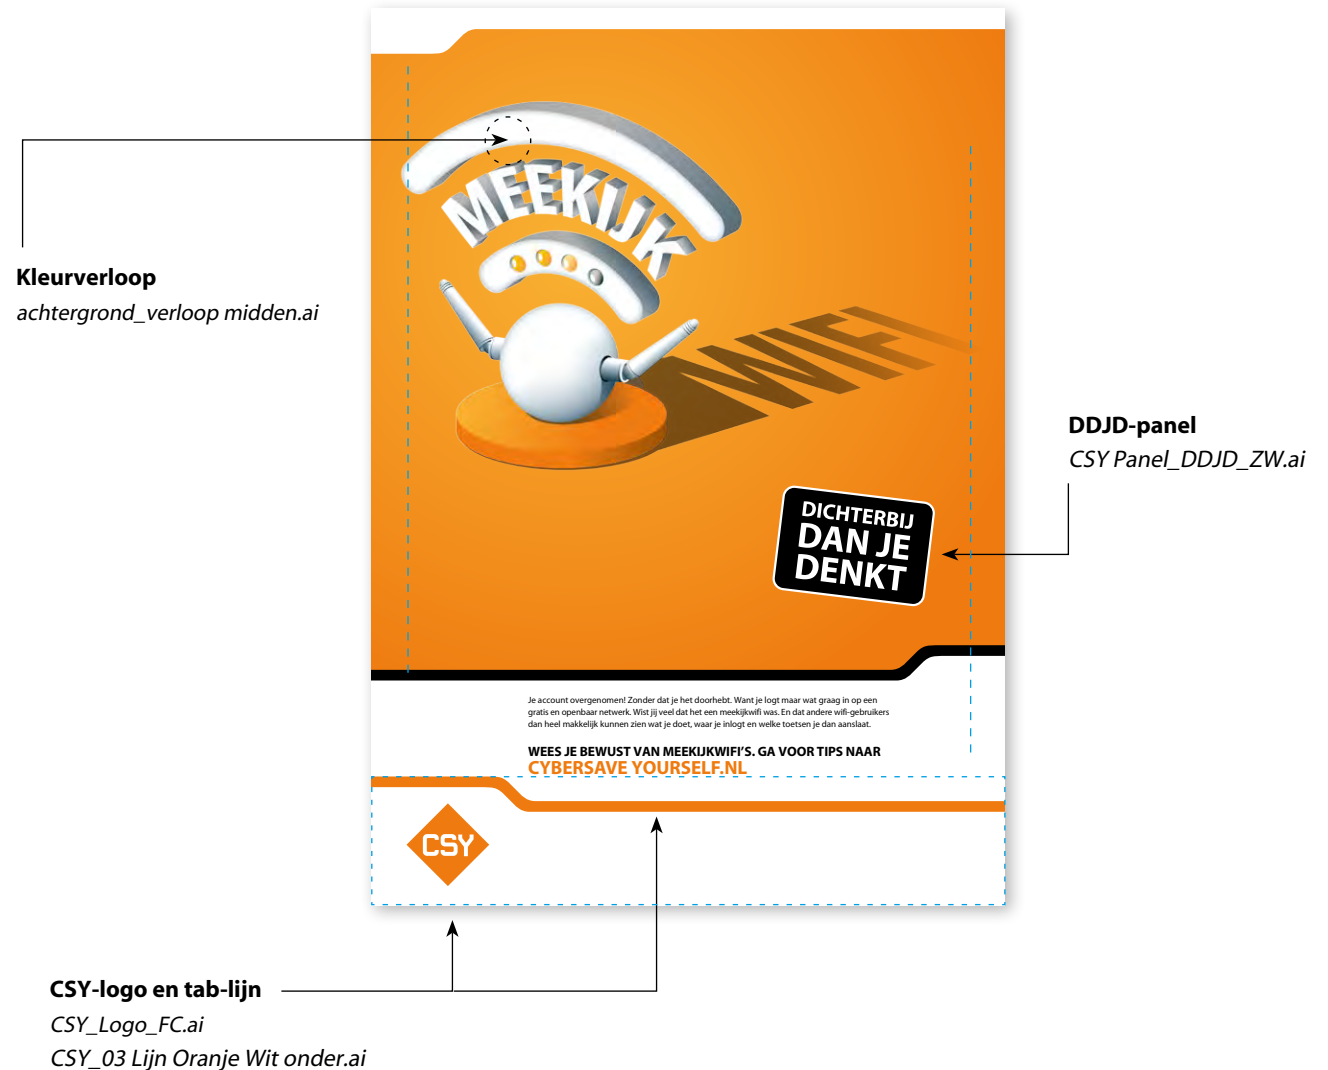 MEEKIJK
WIFI
Kleurverloop
achtergrond_verloop midden.ai
DDJD-panel
CSY Panel_DDJD_ZW.ai
DICHTERBIJ
DAN JE
DENKT
Je account overgenomen! Zonder dat je het doorhebt. Want je logt maar wat graag in op een
gratis en openbaar netwerk. Wist jij veel dat het een meekijkwifi was. En dat andere wifi-gebruikers
dan heel makkelijk kunnen zien wat je doet, waar je inlogt en welke toetsen je dan aanslaat.
WEES JE BEWUST VAN MEEKIJKWIFI'S. GA VOOR TIPS NAAR
CYBERSAVE YOURSELF.NL
CSY
CSY-logo en tab-lijn
CSY_Logo_FC.ai
CSY_03 Lijn Oranje Wit onder.ai